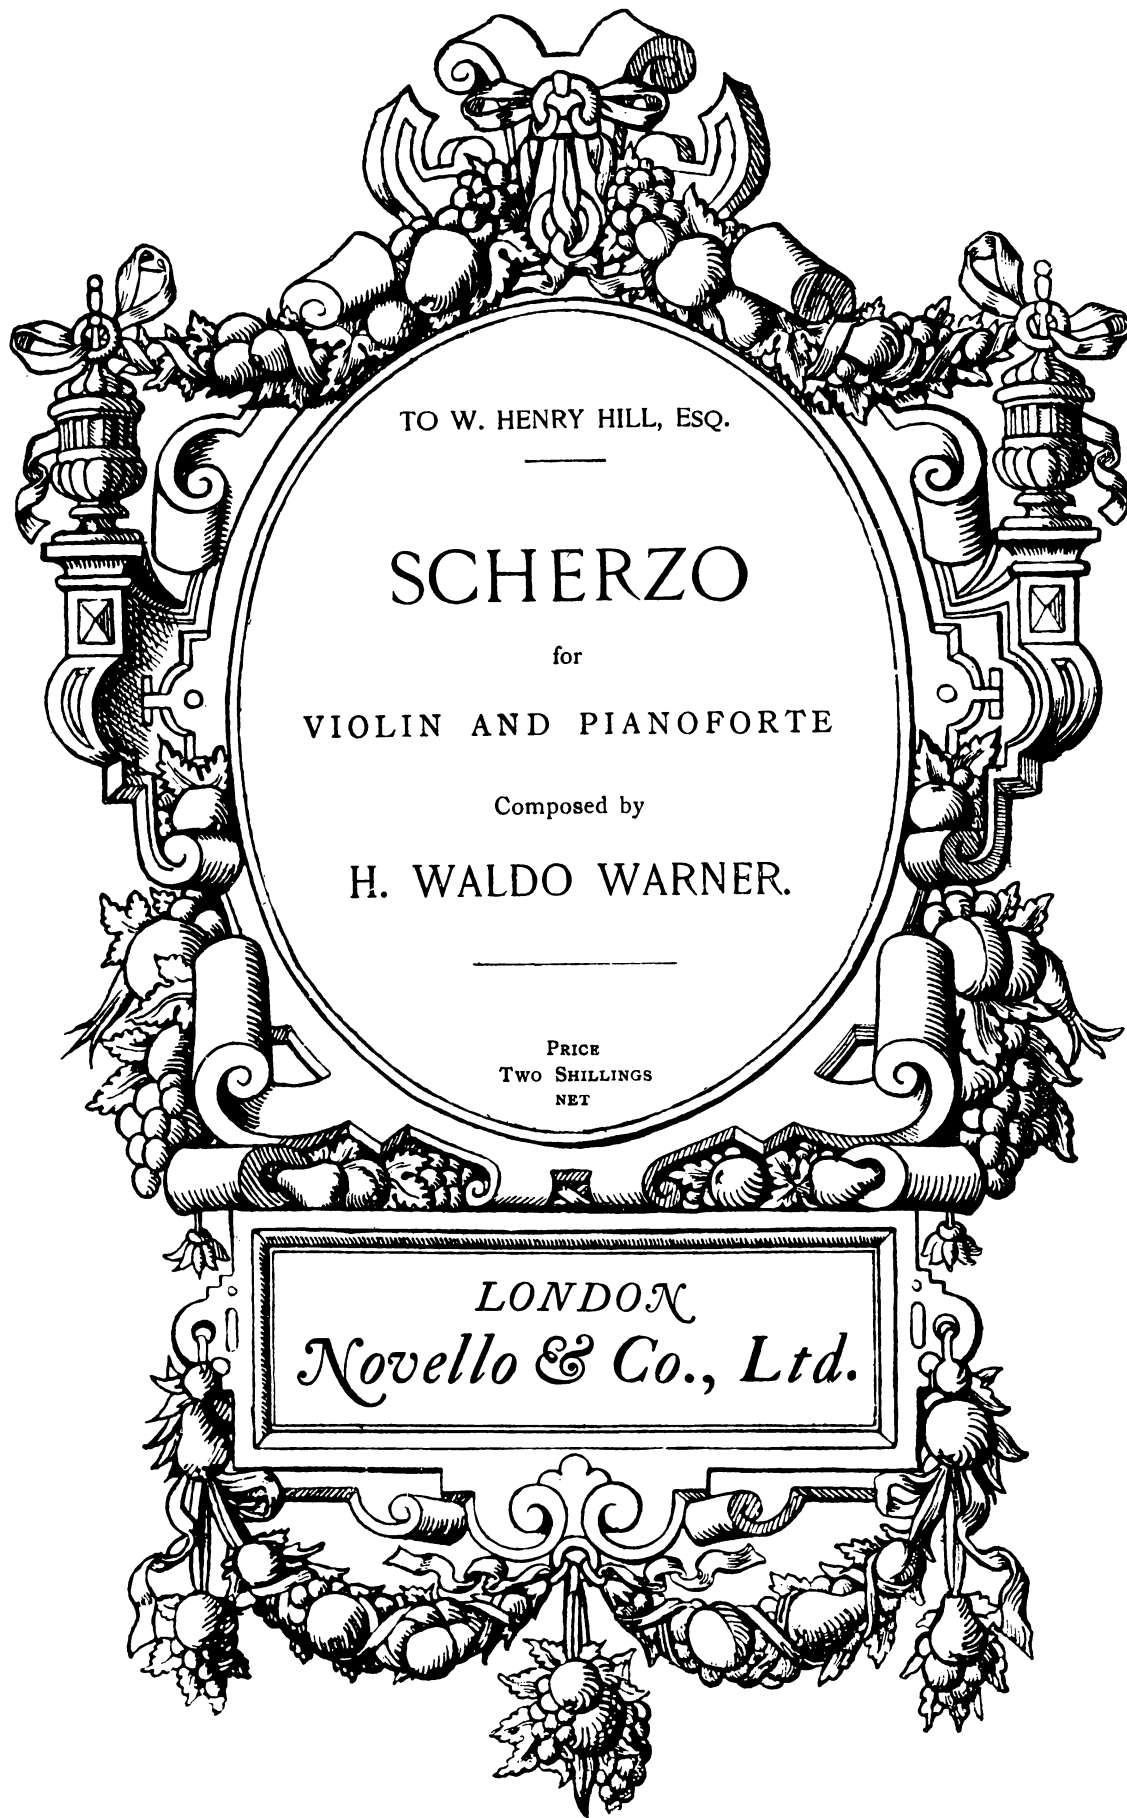 TO W. HENRY HILL, ESQ.
SCHERZO
for
VIOLIN AND PIANOFORTE
Composed by
H. WALDO WARNER.
PRICE
TWO SHILLINGS
NET
LONDON
Novello & Co., Ltd.